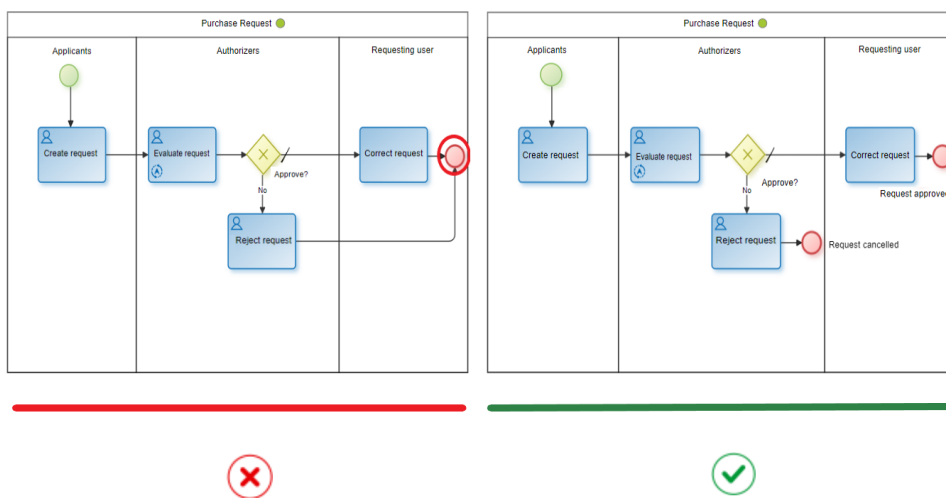 Purchase Request
Applicants
Authorizers
Requesting user
Create request
Evaluate request
Correct request
Approve?
No
Reject request
Purchase Request
Applicants
Authorizers
Requesting user
Create request
Evaluate request
Correct request
Approve?
No
Request approved
Reject request
Request cancelled